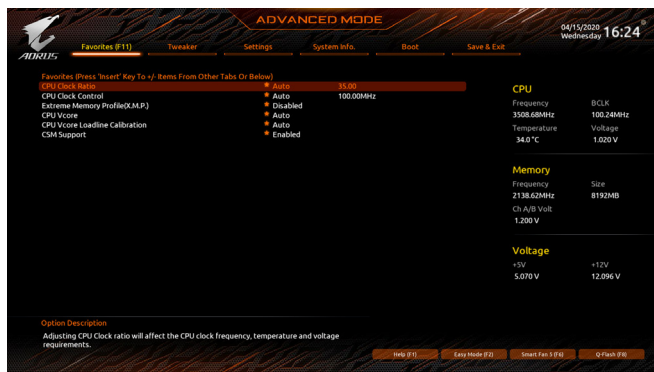 ADVANCED MODE
04/15/2020 16:24
Wednesday
AORUS
Favorites (F11) Tweaker Settings System Info. Boot Save & Exit
Favorites (Press 'Insert' Key To +/- Items From Other Tabs Or Below)
CPU Clock Ratio Auto 35.00
CPU Clock Control Auto 100.00MHz
Extreme Memory Profile(X.M.P.) Disabled
CPU Vcore Auto
CPU Vcore Loadline Calibration Auto
CSM Support Enabled
CPU
Frequency BCLK
3508.68MHz 100.24MHz
Temperature Voltage
34.0 °C 1.020 V
Memory
Frequency Size
2138.62MHz 8192MB
Ch A/B Volt
1.200 V
Voltage
+5V +12V
5.070 V 12.096 V
Option Description
Adjusting CPU Clock ratio will affect the CPU clock frequency, temperature and voltage
requirements.
Help (F1) Easy Mode (F2) Smart Fan 5 (F6) Q-Flash (F8)